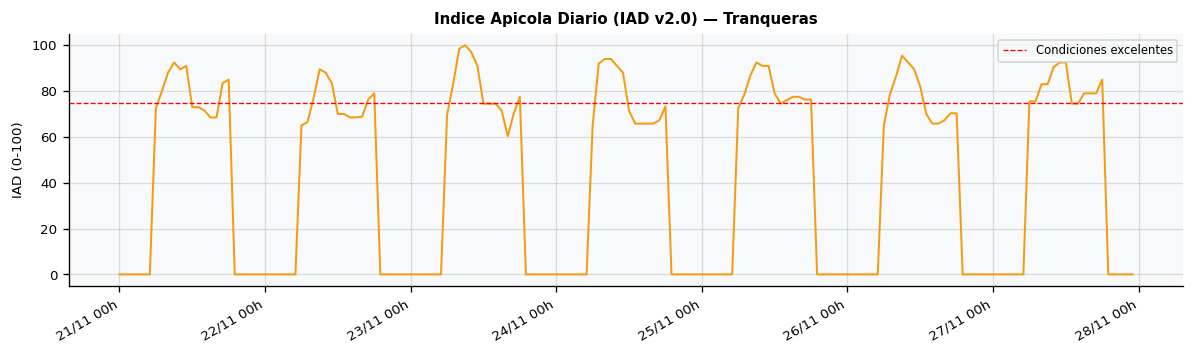 Indice Apicola Diario (IAD v2.0) — Tranqueras
Condiciones excelentes
IAD (0-100)
100
80
60
40
20
0
21/11 00h
22/11 00h
23/11 00h
24/11 00h
25/11 00h
26/11 00h
27/11 00h
28/11 00h